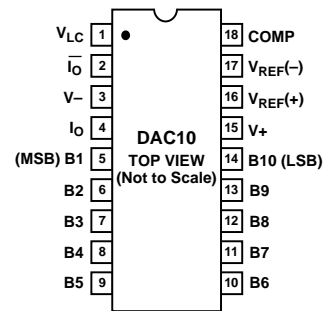 V_LC 1
I̅_O̅ 2
V– 3
I_O 4
(MSB) B1 5
B2 6
B3 7
B4 8
B5 9
DAC10
TOP VIEW
(Not to Scale)
18 COMP
17 V_REF(–)
16 V_REF(+)
15 V+
14 B10 (LSB)
13 B9
12 B8
11 B7
10 B6